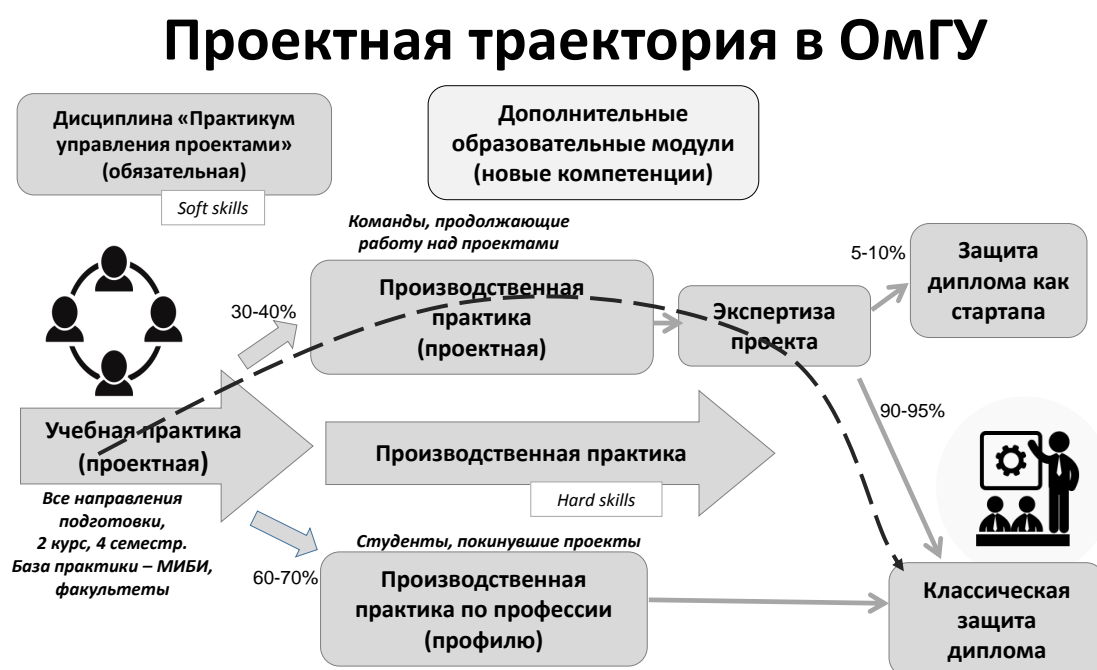 Проектная траектория в ОмГУ
Дисциплина «Практикум
управления проектами»
(обязательная)
Soft skills
Дополнительные
образовательные модули
(новые компетенции)
Команды, продолжающие
работу над проектами
30-40%
Производственная
практика
(проектная)
Экспертиза
проекта
5-10%
Защита
диплома как
стартапа
90-95%
Учебная практика
(проектная)
Производственная практика
Hard skills
Все направления
подготовки,
2 курс, 4 семестр.
База практики – МИБИ,
факультеты
60-70%
Студенты, покинувшие проекты
Производственная
практика по профессии
(профилю)
Классическая
защита
диплома